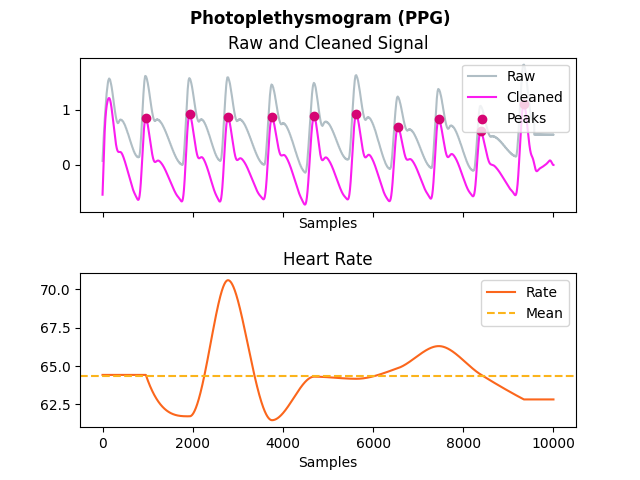 Photoplethysmogram (PPG)
Raw and Cleaned Signal
Raw
Cleaned
Peaks
1
0
Samples
Heart Rate
Rate
Mean
70.0
67.5
65.0
62.5
0 2000 4000 6000 8000 10000
Samples